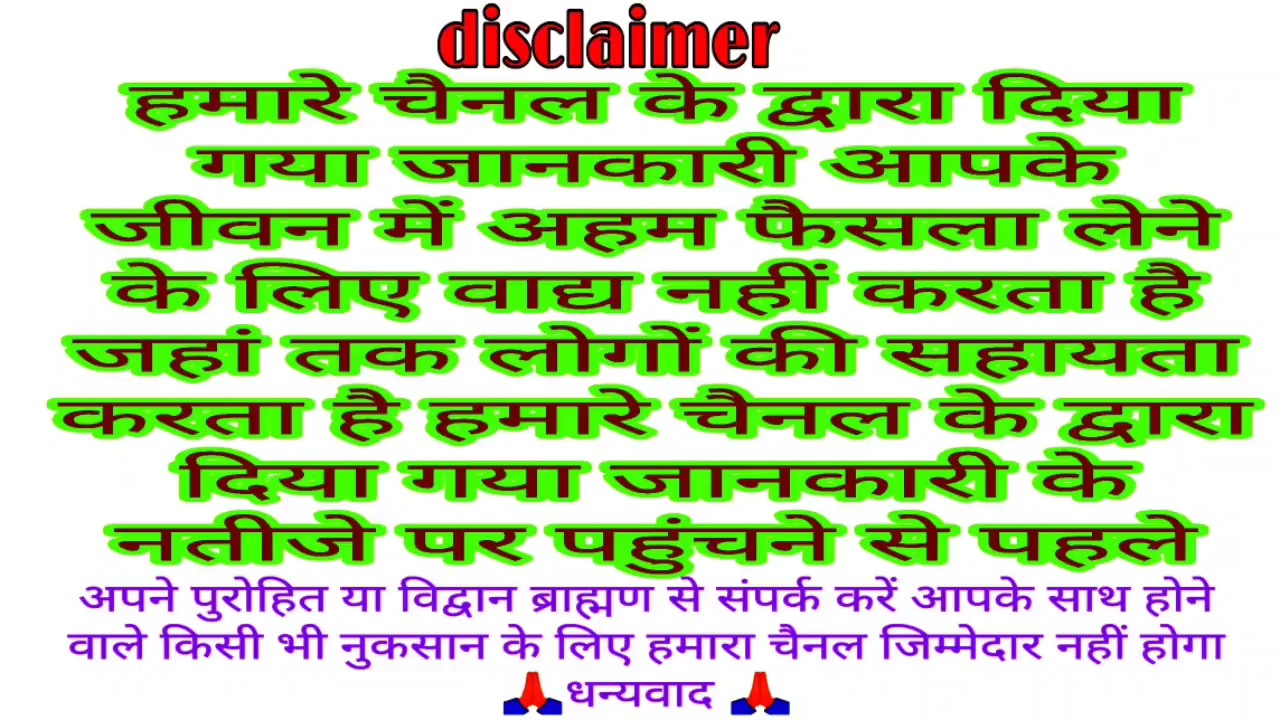 disclaimer
हमारे चैनल के द्वारा दिया
गया जानकारी आपके
जीवन में अहम फैसला लेने
के लिए वाद्य नहीं करता है
जहां तक लोगों की सहायता
करता है हमारे चैनल के द्वारा
दिया गया जानकारी के
नतीजे पर पहुंचने से पहले
अपने पुरोहित या विद्वान ब्राह्मण से संपर्क करें आपके साथ होने
वाले किसी भी नुकसान के लिए हमारा चैनल जिम्मेदार नहीं होगा
🙏धन्यवाद 🙏